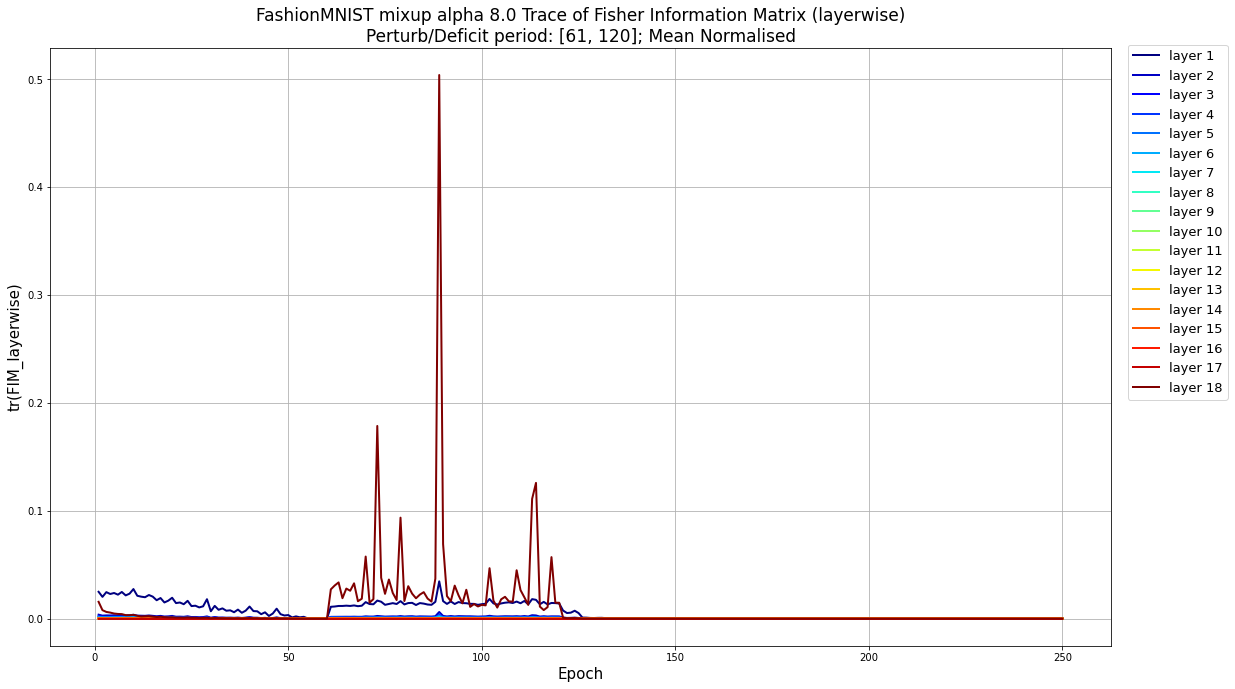 FashionMNIST mixup alpha 8.0 Trace of Fisher Information Matrix (layerwise)
Perturb/Deficit period: [61, 120]; Mean Normalised
tr(FIM_layerwise)
0.5
0.4
0.3
0.2
0.1
0.0
0
50
100
150
200
250
Epoch
layer 1
layer 2
layer 3
layer 4
layer 5
layer 6
layer 7
layer 8
layer 9
layer 10
layer 11
layer 12
layer 13
layer 14
layer 15
layer 16
layer 17
layer 18